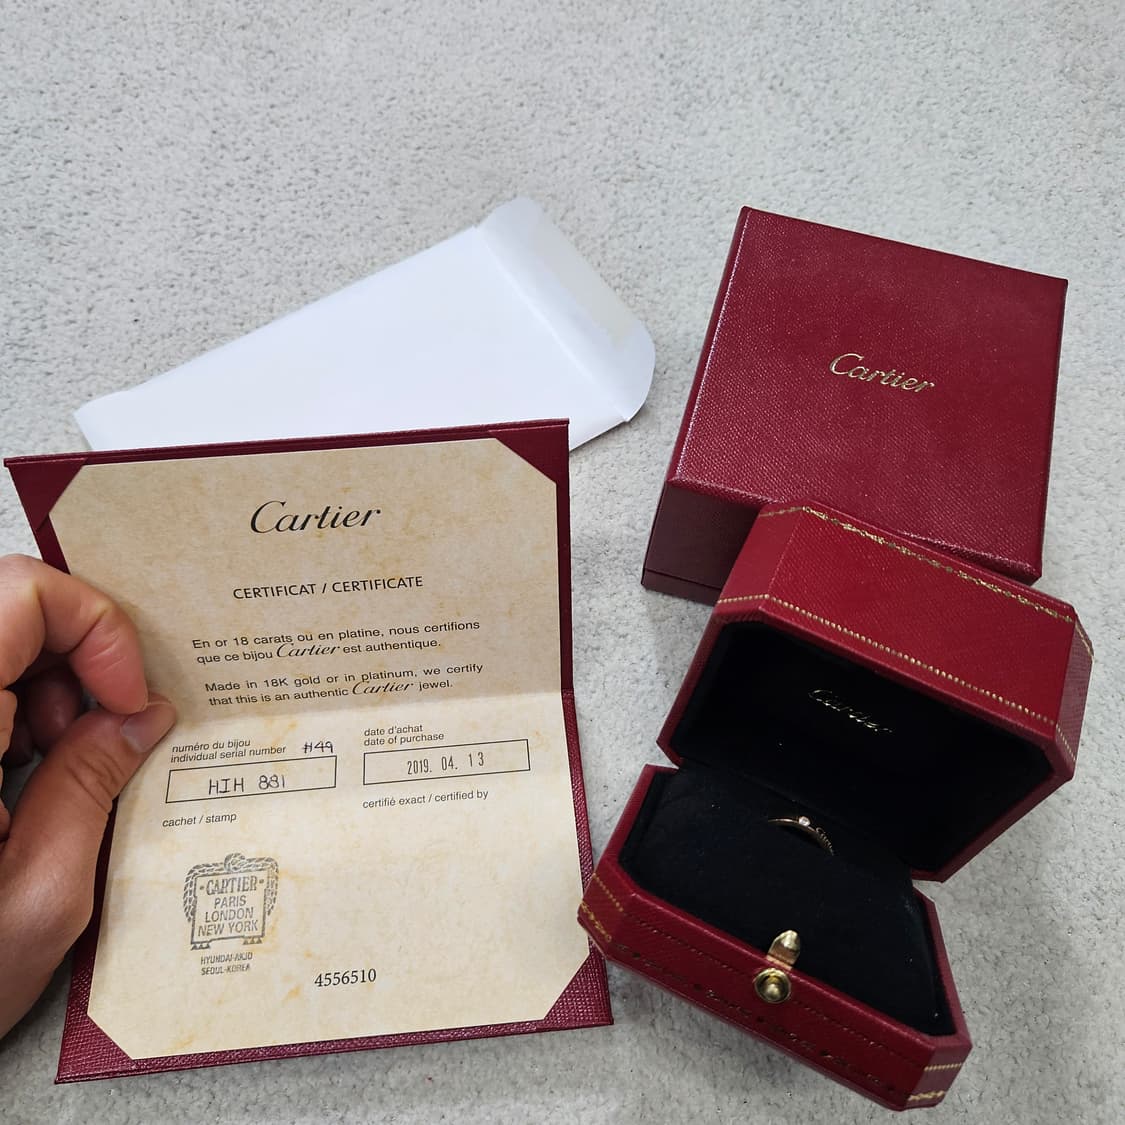 Cartier
CERTIFICAT / CERTIFICATE
En or 18 carats ou en platine, nous certifions
que ce bijou Cartier est authentique.
Made in 18K gold or in platinum, we certify
that this is an authentic Cartier jewel.
numéro du bijou
individual serial number #49
HIH 881
date d'achat
date of purchase
2019. 04. 13
cachet / stamp
certifié exact / certified by
CARTIER
PARIS
LONDON
NEW YORK
HYUNDAI-AKJO
SEOUL-KOREA
4556510
Cartier
Cartier